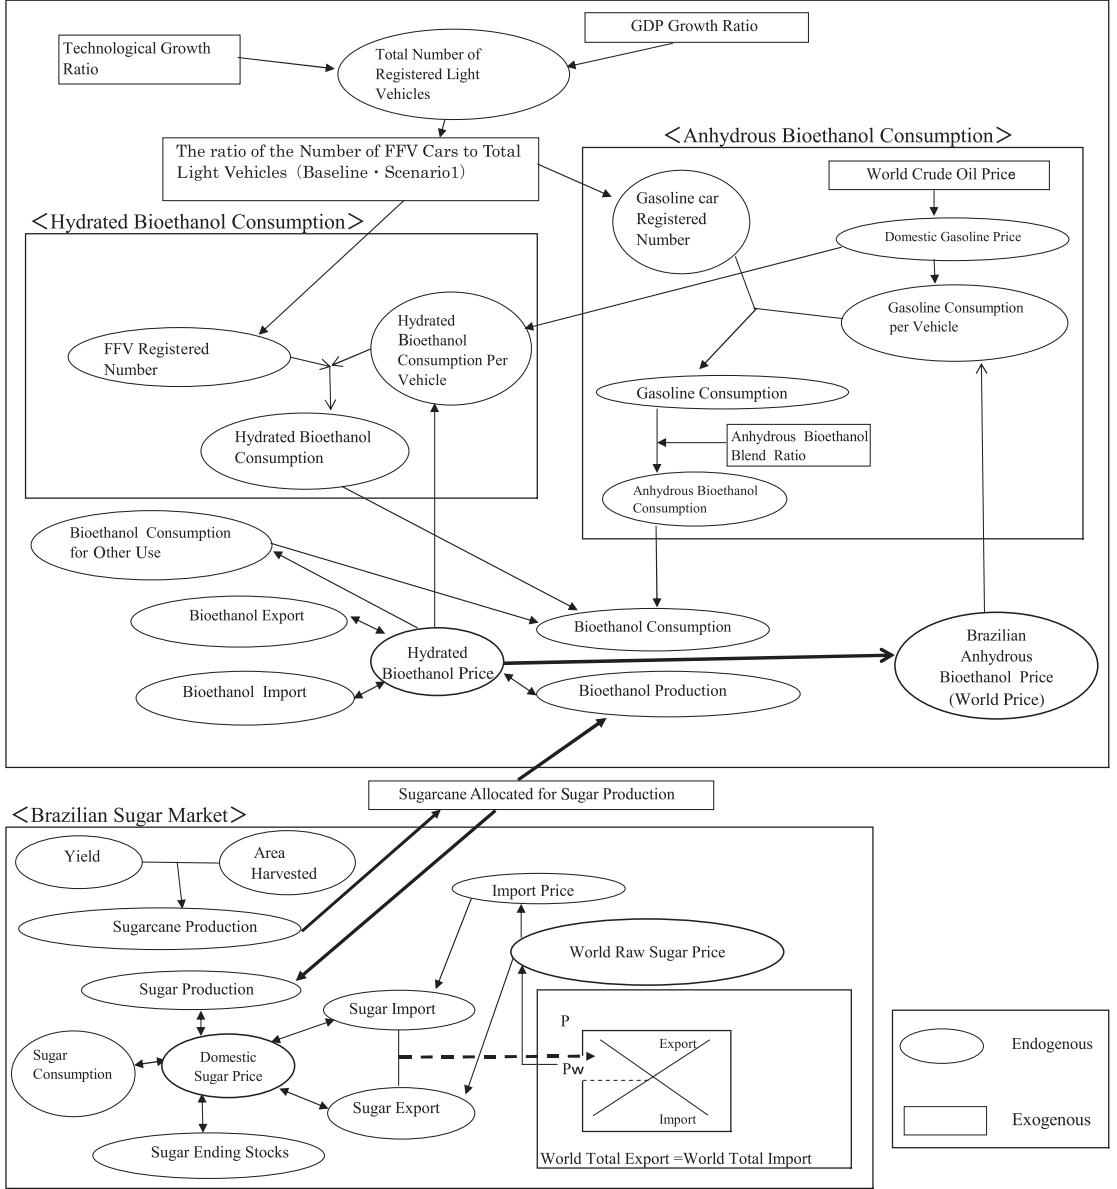 GDP Growth Ratio
Technological Growth
Ratio
Total Number of
Registered Light
Vehicles
<Anhydrous Bioethanol Consumption>
The ratio of the Number of FFV Cars to Total
Light Vehicles (Baseline・Scenario1)
World Crude Oil Price
Gasoline car
Registered
Number
<Hydrated Bioethanol Consumption>
Domestic Gasoline Price
Gasoline Consumption
per Vehicle
Hydrated
Bioethanol
Consumption Per
Vehicle
FFV Registered
Number
Gasoline Consumption
Hydrated Bioethanol
Consumption
Anhydrous Bioethanol
Blend Ratio
Anhydrous Bioethanol
Consumption
Bioethanol Consumption
for Other Use
Bioethanol Export
Bioethanol Consumption
Hydrated
Bioethanol Price
Brazilian
Anhydrous
Bioethanol Price
(World Price)
Bioethanol Import
Bioethanol Production
Sugarcane Allocated for Sugar Production
<Brazilian Sugar Market>
Yield
Area
Harvested
Import Price
Sugarcane Production
World Raw Sugar Price
Sugar Production
Sugar Import
P
Export
Sugar
Consumption
Domestic
Sugar Price
Pw
Sugar Export
Import
Sugar Ending Stocks
World Total Export =World Total Import
Endogenous
Exogenous